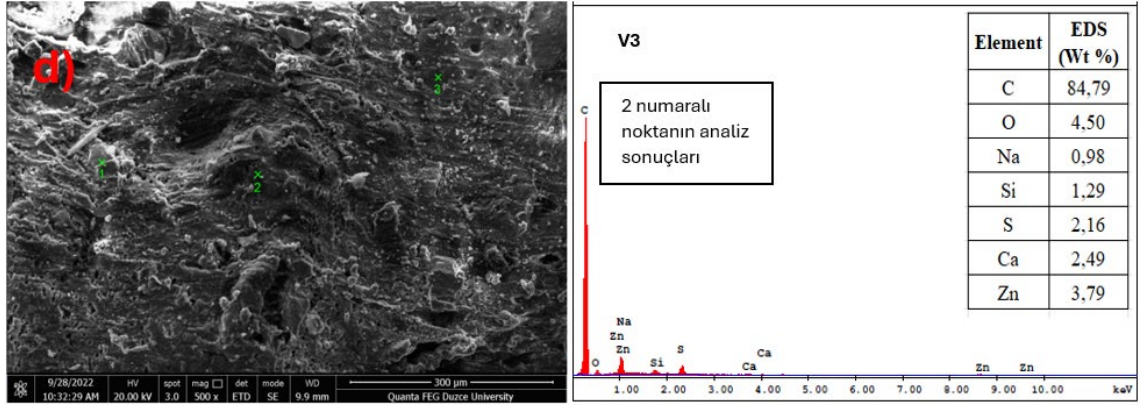 d)
3
1
2
9/28/2022 HV spot mag □ det mode WD 300 µm
10:32:29 AM 20.00 kV 3.0 500 x ETD SE 9.9 mm Quanta FEG Duzce University
V3
2 numaralı
noktanın analiz
sonuçları
Element EDS
(Wt %)
C 84,79
O 4,50
Na 0,98
Si 1,29
S 2,16
Ca 2,49
Zn 3,79
C
Na
Zn
Zn
O
Si
S
Ca
Ca
Zn
Zn
1.00 2.00 3.00 4.00 5.00 6.00 7.00 8.00 9.00 10.00 keV